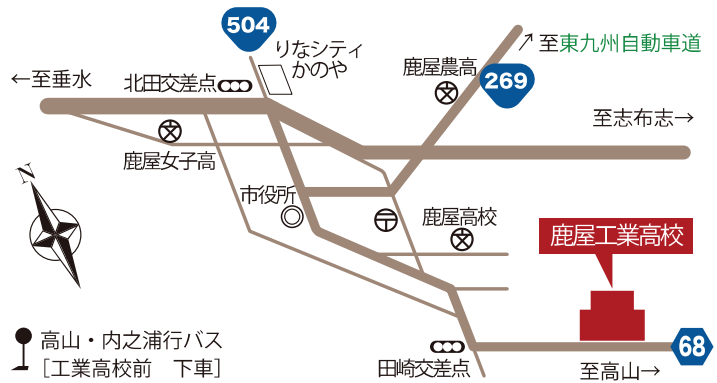 504
りなシティ
かのや
↗至東九州自動車道
鹿屋農高
269
←至垂水
北田交差点
至志布志→
鹿屋女子高
市役所
〒
鹿屋高校
鹿屋工業高校
N
高山・内之浦行バス
［工業高校前　下車］
田崎交差点
68
至高山→
文
文
文